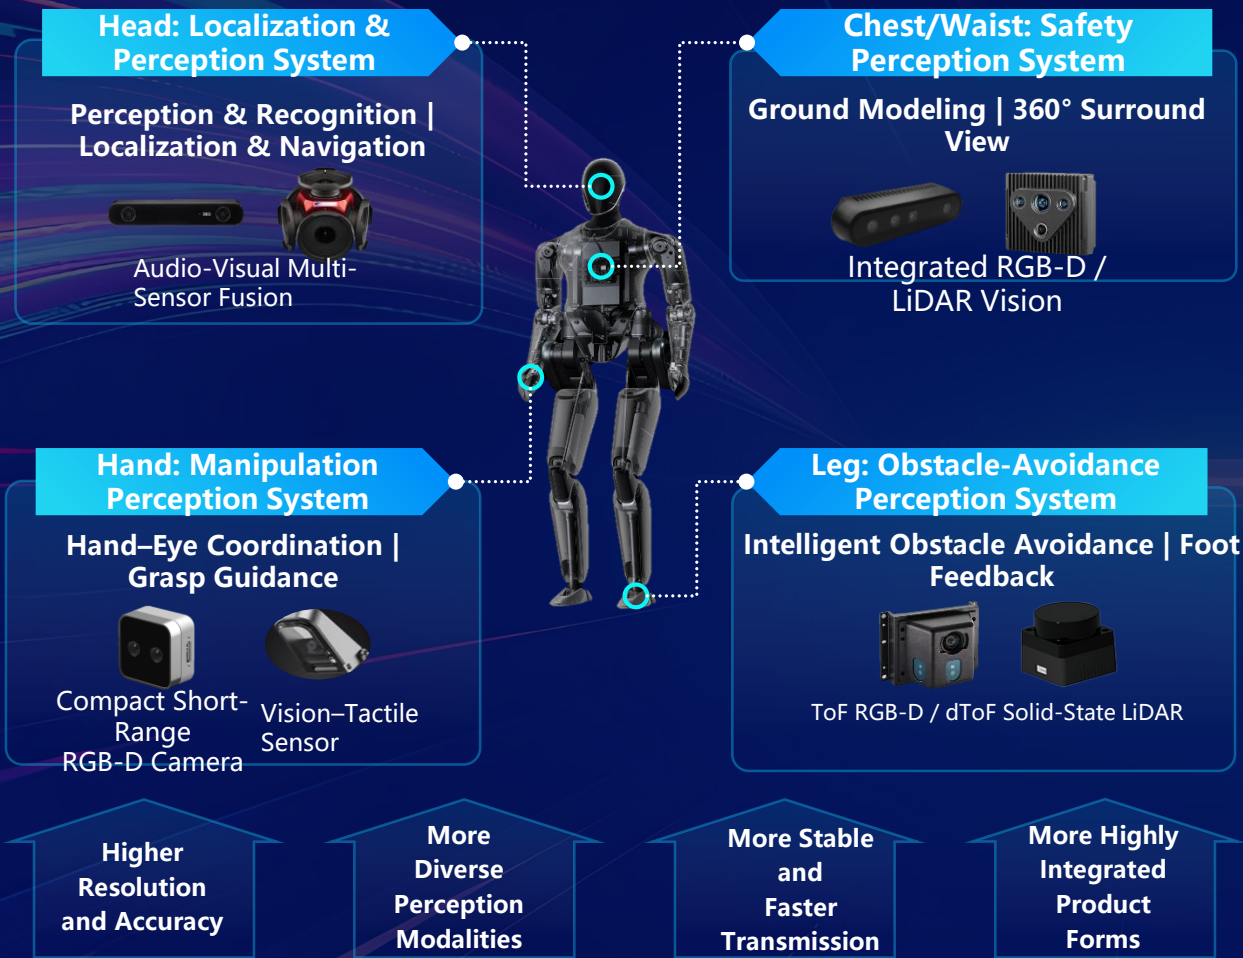 Head: Localization &
Perception System
Perception & Recognition |
Localization & Navigation
Audio-Visual Multi-
Sensor Fusion
Chest/Waist: Safety
Perception System
Ground Modeling | 360° Surround
View
Integrated RGB-D /
LiDAR Vision
Hand: Manipulation
Perception System
Hand–Eye Coordination |
Grasp Guidance
Compact Short-
Range
RGB-D Camera
Vision–Tactile
Sensor
Leg: Obstacle-Avoidance
Perception System
Intelligent Obstacle Avoidance | Foot
Feedback
ToF RGB-D / dToF Solid-State LiDAR
Higher
Resolution
and Accuracy
More
Diverse
Perception
Modalities
More Stable
and
Faster
Transmission
More Highly
Integrated
Product
Forms